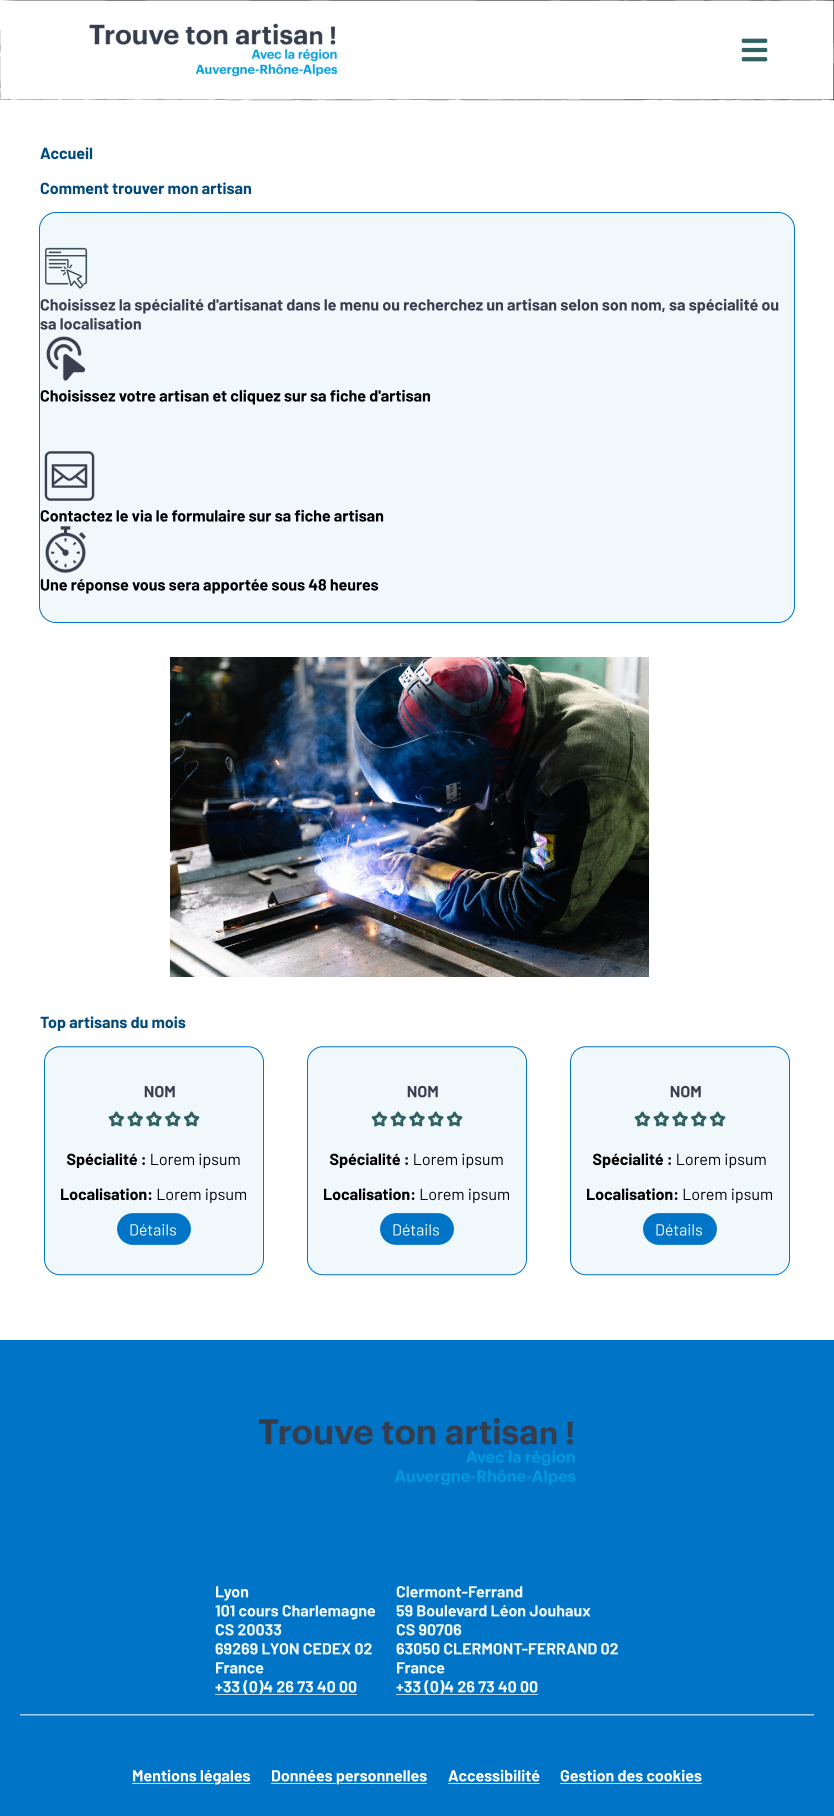 Trouve ton artisan !
Avec la région
Auvergne-Rhône-Alpes
Accueil
Comment trouver mon artisan
Choisissez la spécialité d'artisanat dans le menu ou recherchez un artisan selon son nom, sa spécialité ou
sa localisation
Choisissez votre artisan et cliquez sur sa fiche d'artisan
Contactez le via le formulaire sur sa fiche artisan
Une réponse vous sera apportée sous 48 heures
Top artisans du mois
NOM
Spécialité : Lorem ipsum
Localisation: Lorem ipsum
Détails
NOM
Spécialité : Lorem ipsum
Localisation: Lorem ipsum
Détails
NOM
Spécialité : Lorem ipsum
Localisation: Lorem ipsum
Détails
Trouve ton artisan !
Avec la région
Auvergne-Rhône-Alpes
Lyon
101 cours Charlemagne
CS 20033
69269 LYON CEDEX 02
France
+33 (0)4 26 73 40 00
Clermont-Ferrand
59 Boulevard Léon Jouhaux
CS 90706
63050 CLERMONT-FERRAND 02
France
+33 (0)4 26 73 40 00
Mentions légales Données personnelles Accessibilité Gestion des cookies